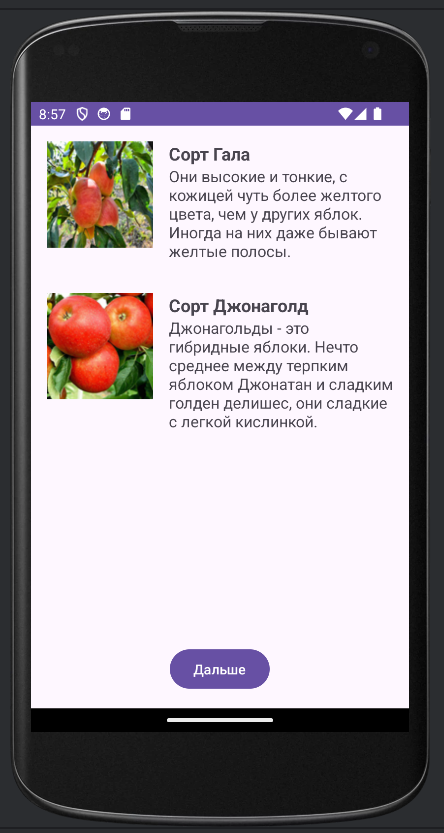 8:57
Сорт Гала
Они высокие и тонкие, с
кожицей чуть более желтого
цвета, чем у других яблок.
Иногда на них даже бывают
желтые полосы.
Сорт Джонаголд
Джонагольды - это
гибридные яблоки. Нечто
среднее между терпким
яблоком Джонатан и сладким
голден делишес, они сладкие
с легкой кислинкой.
Дальше